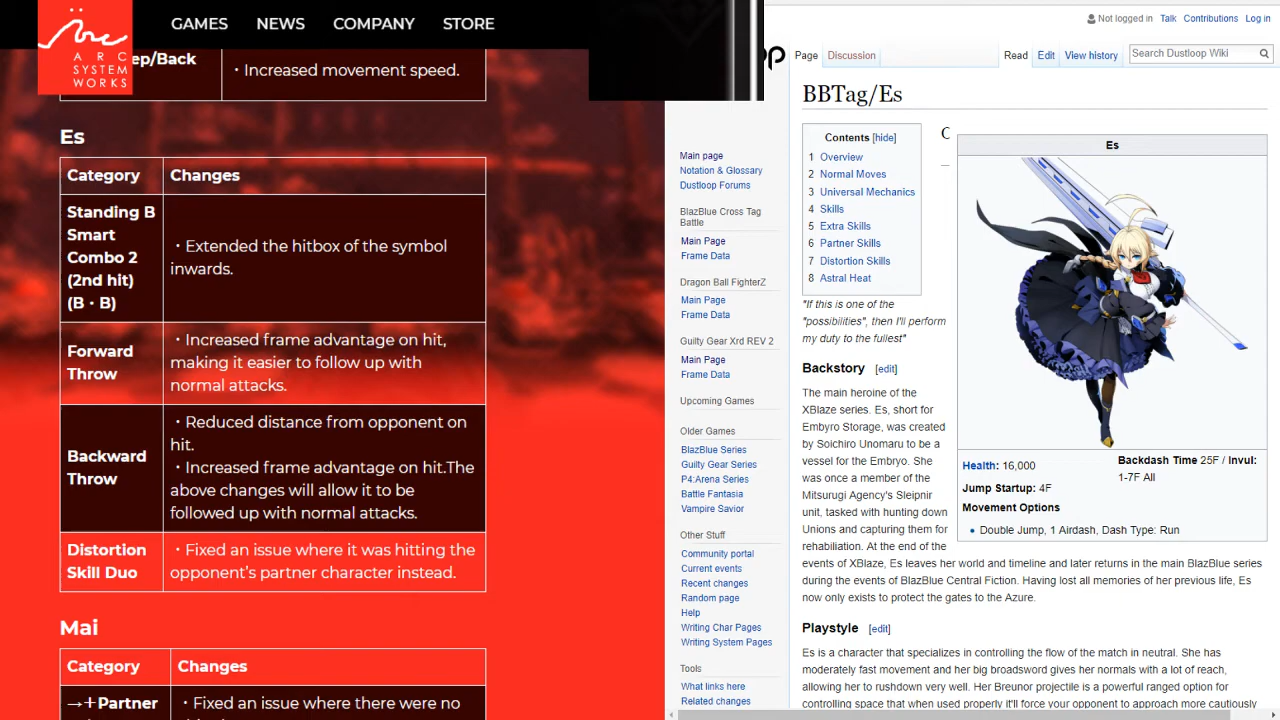 GAMES NEWS COMPANY STORE
ARC
SYSTEM
WORKS
ep/Back
・Increased movement speed.
Es
Category Changes
Standing B
Smart
Combo 2
(2nd hit)
(B・B)
・Extended the hitbox of the symbol
inwards.
Forward
Throw
・Increased frame advantage on hit,
making it easier to follow up with
normal attacks.
Backward
Throw
・Reduced distance from opponent on
hit.
・Increased frame advantage on hit.The
above changes will allow it to be
followed up with normal attacks.
Distortion
Skill Duo
・Fixed an issue where it was hitting the
opponent's partner character instead.
Mai
Category Changes
→+Partner
・Fixed an issue where there were no
Not logged in Talk Contributions Log in
Page Discussion Read Edit View history Search Dustloop Wiki
Main page
Notation & Glossary
Dustloop Forums
BlazBlue Cross Tag
Battle
Main Page
Frame Data
Dragon Ball FighterZ
Main Page
Frame Data
Guilty Gear Xrd REV 2
Main Page
Frame Data
Upcoming Games
Older Games
BlazBlue Series
Guilty Gear Series
P4:Arena Series
Battle Fantasia
Vampire Savior
Other Stuff
Community portal
Current events
Recent changes
Random page
Help
Writing Char Pages
Writing System Pages
Tools
What links here
Related changes
BBTag/Es
Contents [hide]
1 Overview
2 Normal Moves
3 Universal Mechanics
4 Skills
5 Extra Skills
6 Partner Skills
7 Distortion Skills
8 Astral Heat
Es
Health: 16,000
Jump Startup: 4F
Backdash Time 25F / Invul:
1-7F All
Movement Options
Double Jump, 1 Airdash, Dash Type: Run
"If this is one of the
"possibilities", then I'll perform
my duty to the fullest"
Backstory [edit]
The main heroine of the
XBlaze series. Es, short for
Embyro Storage, was created
by Soichiro Unomaru to be a
vessel for the Embryo. She
was once a member of the
Mitsurugi Agency's Sleipnir
unit, tasked with hunting down
Unions and capturing them for
rehabiliation. At the end of the
events of XBlaze, Es leaves her world and timeline and later returns in the main BlazBlue series
during the events of BlazBlue Central Fiction. Having lost all memories of her previous life, Es
now only exists to protect the gates to the Azure.
Playstyle [edit]
Es is a character that specializes in controlling the flow of the match in neutral. She has
moderately fast movement and her big broadsword gives her normals with a lot of reach,
allowing her to rushdown very well. Her Breunor projectile is a powerful ranged option for
controlling space that when used properly it'll force your opponent to approach more cautiously